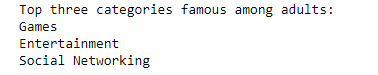 Top three categories famous among adults:
Games
Entertainment
Social Networking